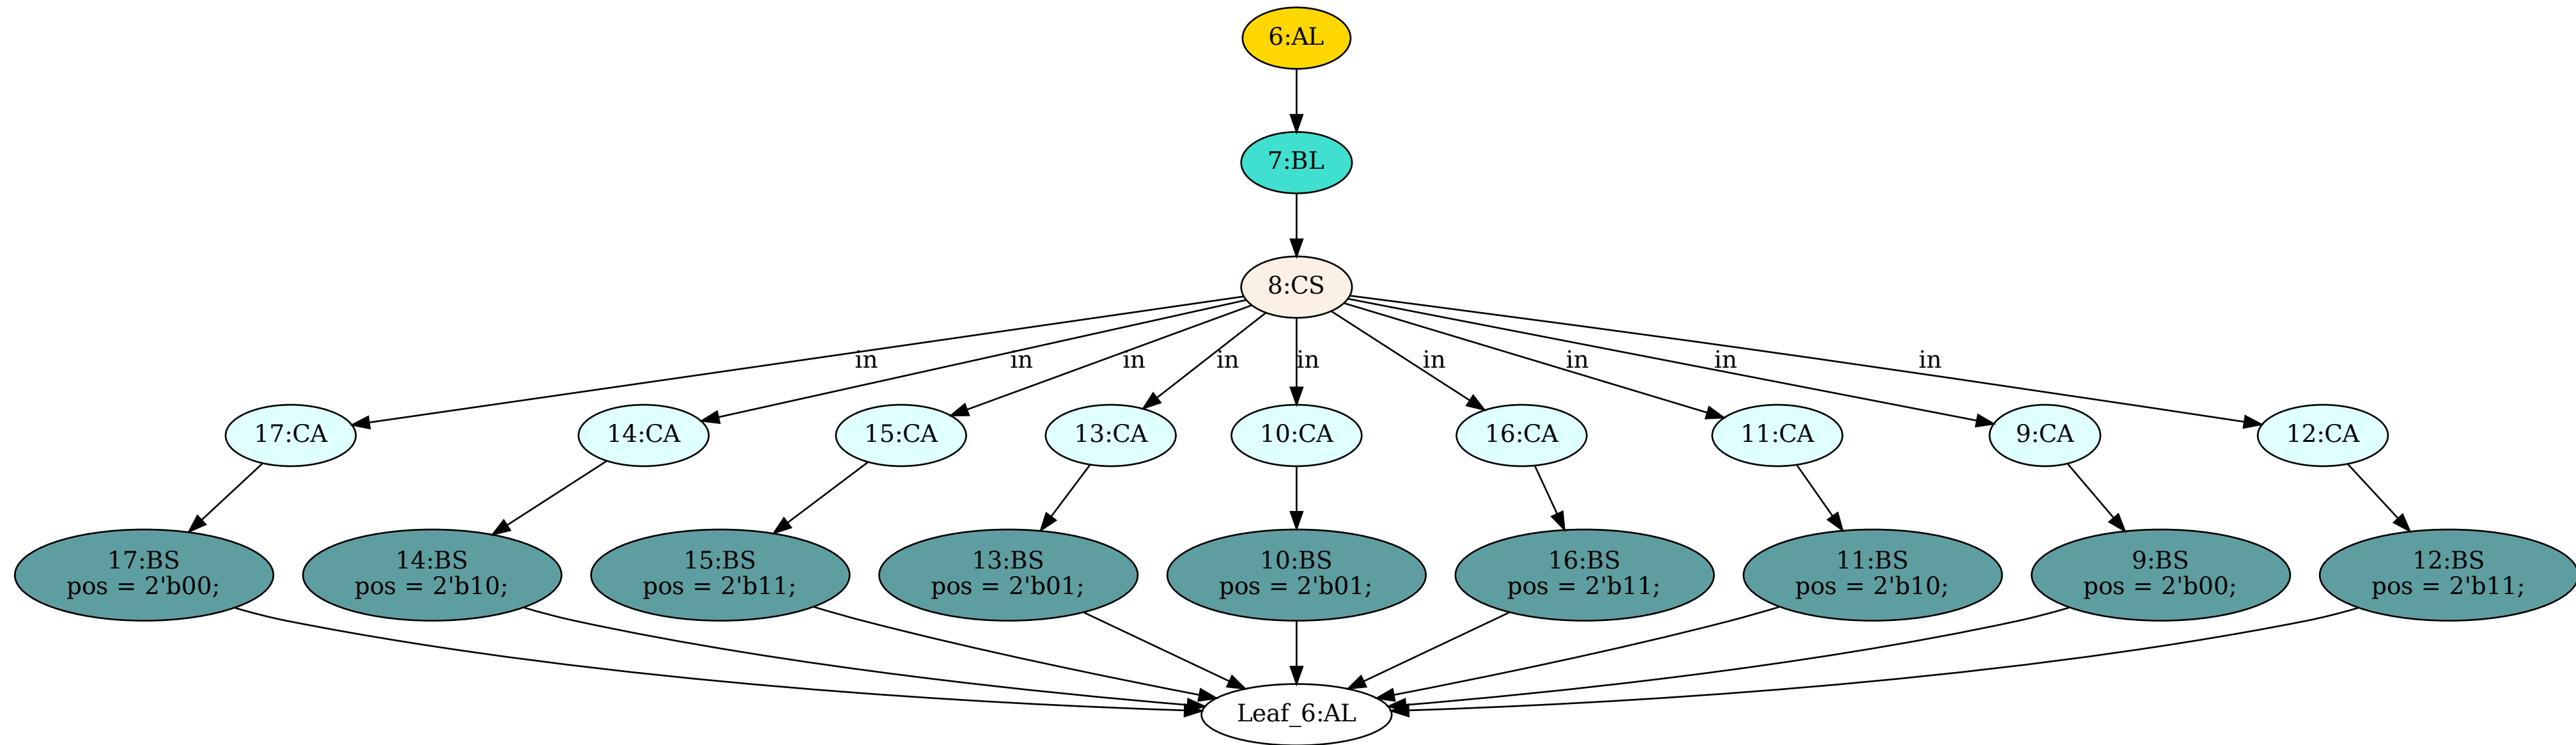 6:AL
7:BL
8:CS
in
in
in
in
in
in
in
in
in
17:CA
14:CA
15:CA
13:CA
10:CA
16:CA
11:CA
9:CA
12:CA
17:BS
pos = 2'b00;
14:BS
pos = 2'b10;
15:BS
pos = 2'b11;
13:BS
pos = 2'b01;
10:BS
pos = 2'b01;
16:BS
pos = 2'b11;
11:BS
pos = 2'b10;
9:BS
pos = 2'b00;
12:BS
pos = 2'b11;
Leaf_6:AL